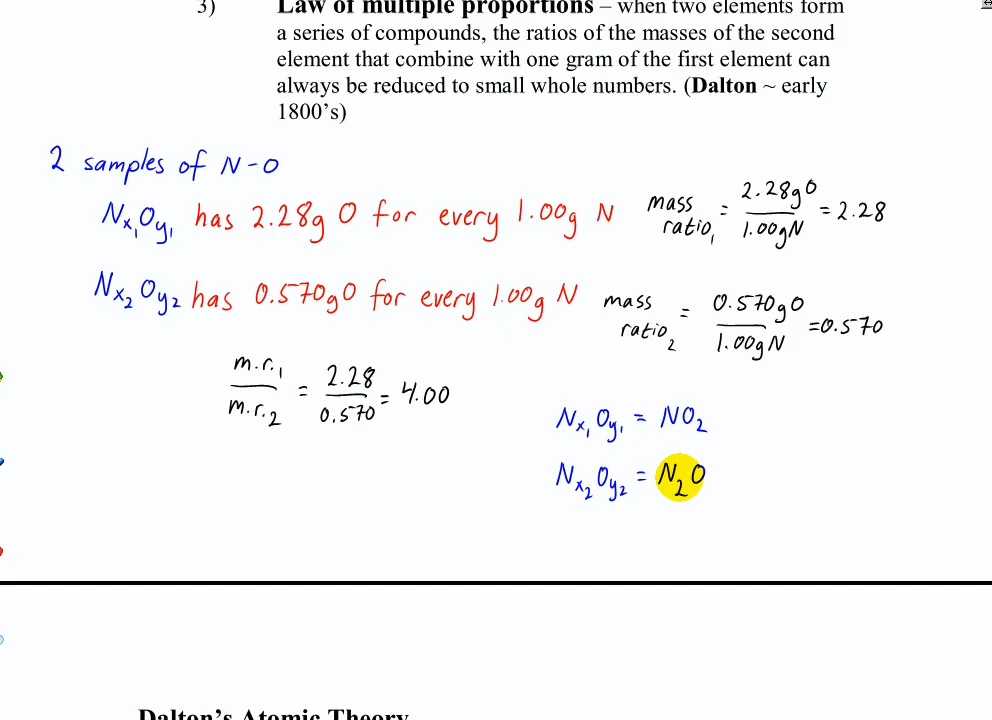 3) Law of multiple proportions – when two elements form
a series of compounds, the ratios of the masses of the second
element that combine with one gram of the first element can
always be reduced to small whole numbers. (Dalton ~ early
1800's)
2 samples of N-O
Nx₁Oy₁ has 2.28g O for every 1.00g N mass ratio₁ = 2.28g O / 1.00g N = 2.28
Nx₂Oy₂ has 0.570g O for every 1.00g N mass ratio₂ = 0.570g O / 1.00g N = 0.570
m.r.₁ / m.r.₂ = 2.28 / 0.570 = 4.00
Nx₁Oy₁ = NO₂
Nx₂Oy₂ = N₂O
Dalton's Atomic Theory